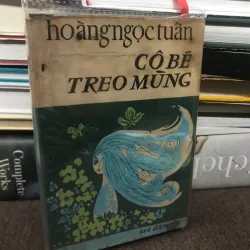 hoàngngọctuấn
CÔ BÉ
TREO MÙNG
Complete
Works